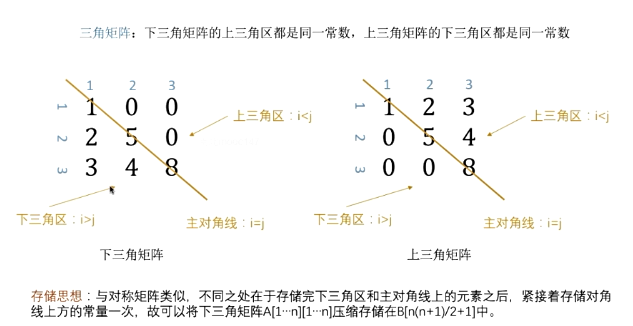 三角矩阵：下三角矩阵的上三角区都是同一常数，上三角矩阵的下三角区都是同一常数
1 2 3
1 1 0 0
上三角区：i<j
2 2 5 0
3 3 4 8
下三角区：i>j
主对角线：i=j
下三角矩阵
1 2 3
1 1 2 3
上三角区：i<j
2 0 5 4
3 0 0 8
下三角区：i>j
主对角线：i=j
上三角矩阵
存储思想：与对称矩阵类似，不同之处在于存储完下三角区和主对角线上的元素之后，紧接着存储对角
线上方的常量一次，故可以将下三角矩阵A[1…n][1…n]压缩存储在B[n(n+1)/2+1]中。